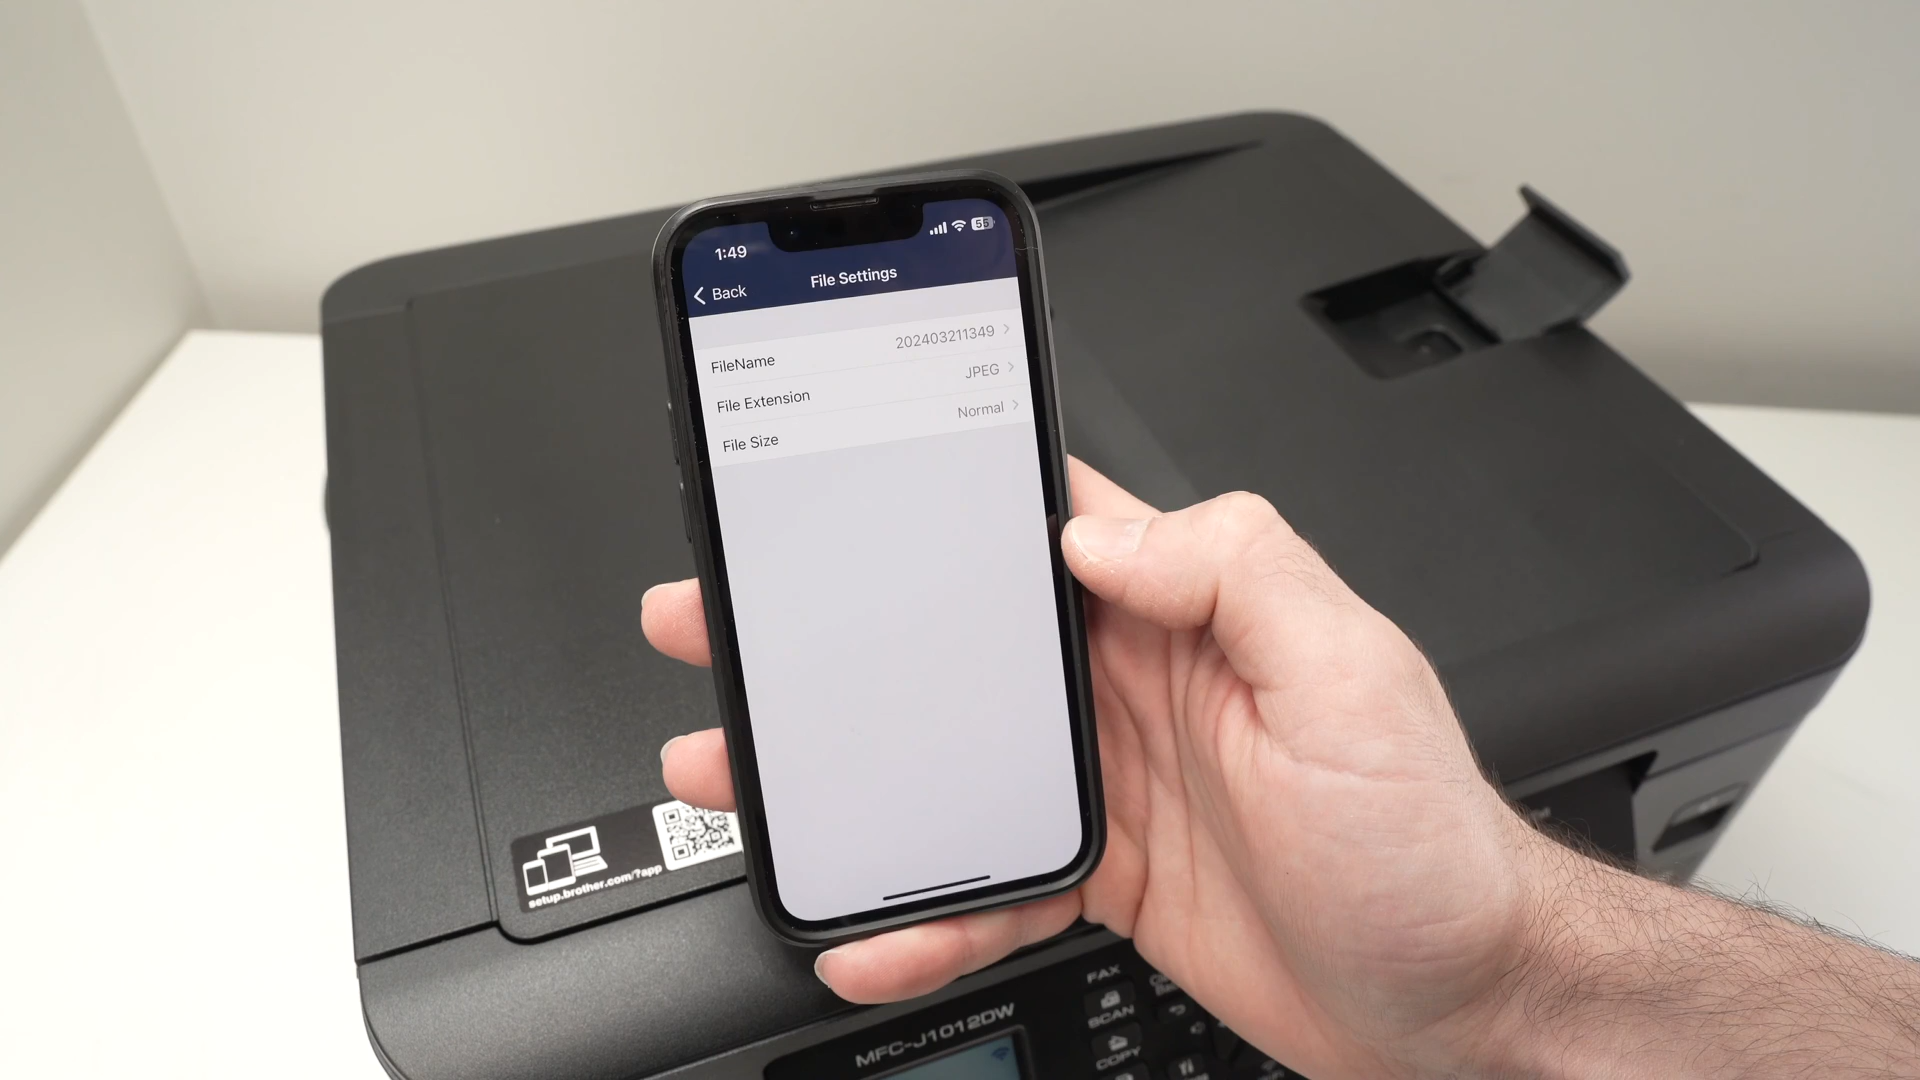 1:49
55
Back
File Settings
FileName
202403211349
File Extension
JPEG
File Size
Normal
setup.brother.com/?app
MFC-J1012DW
FAX
SCAN
COPY